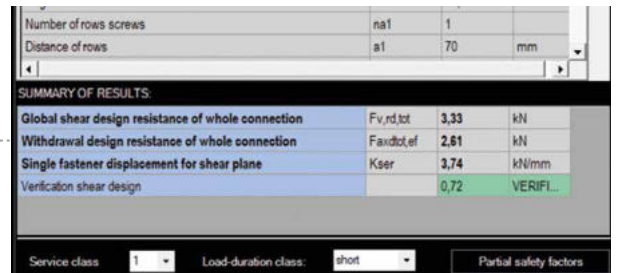 Number of rows screws na1 1
Distance of rows a1 70 mm
SUMMARY OF RESULTS:
Global shear design resistance of whole connection Fv,rd,tot 3,33 kN
Withdrawal design resistance of whole connection Faxdtot,ef 2,61 kN
Single fastener displacement for shear plane Kser 3,74 kN/mm
Verification shear design 0,72 VERIFI...
Service class 1 Load-duration class: short Partial safety factors